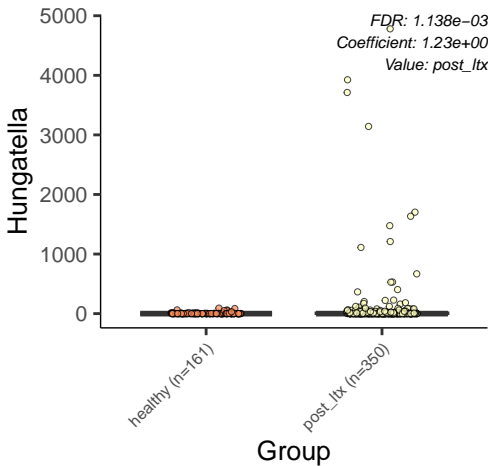 FDR: 1.138e−03
Coefficient: 1.23e+00
Value: post_ltx
5000
4000
3000
2000
1000
0
Hungatella
healthy (n=161)
post_ltx (n=350)
Group